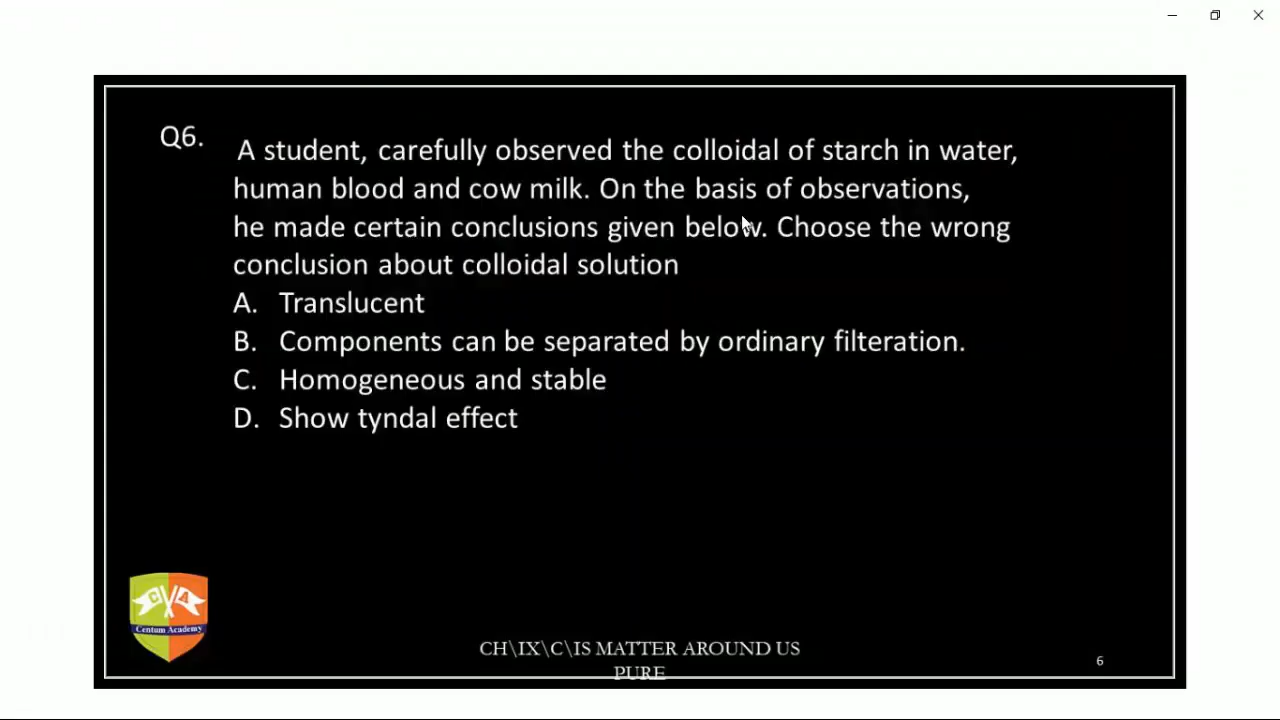 Q6.
A student, carefully observed the colloidal of starch in water,
human blood and cow milk. On the basis of observations,
he made certain conclusions given below. Choose the wrong
conclusion about colloidal solution
A. Translucent
B. Components can be separated by ordinary filteration.
C. Homogeneous and stable
D. Show tyndal effect
C A
Centum Academy
CH\IX\C\IS MATTER AROUND US
PURE
6